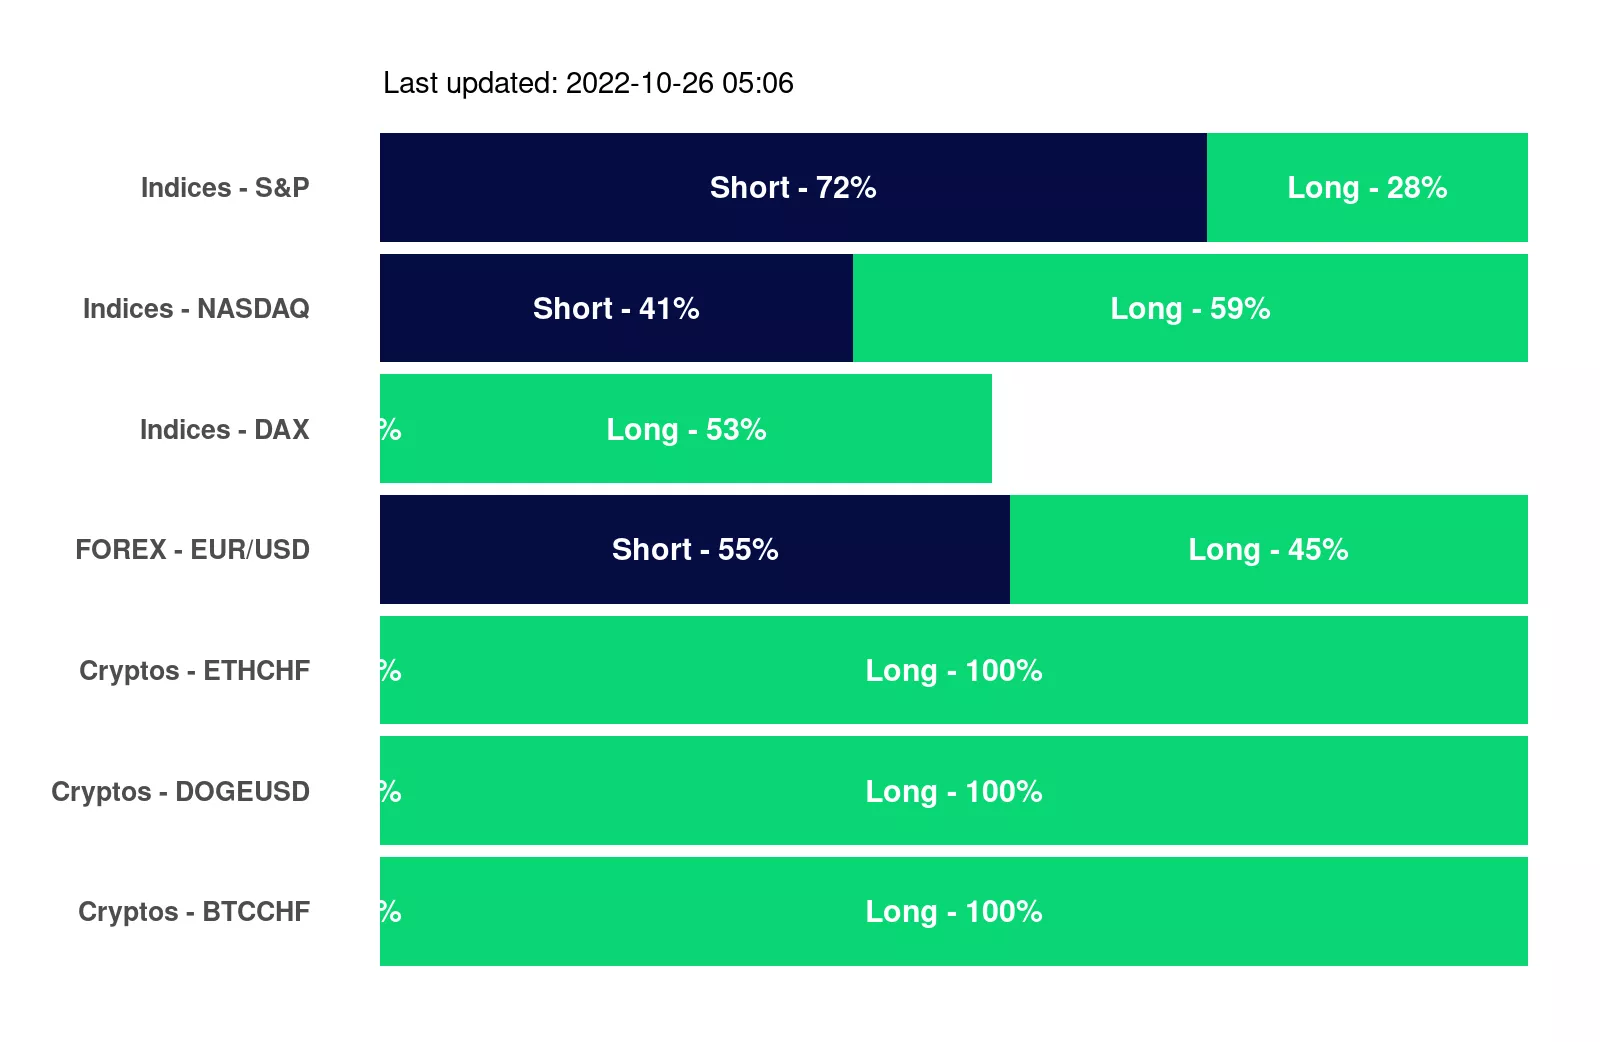 Last updated: 2022-10-26 05:06
Indices - S&P Short - 72% Long - 28%
Indices - NASDAQ Short - 41% Long - 59%
Indices - DAX % Long - 53%
FOREX - EUR/USD Short - 55% Long - 45%
Cryptos - ETHCHF % Long - 100%
Cryptos - DOGEUSD % Long - 100%
Cryptos - BTCCHF % Long - 100%